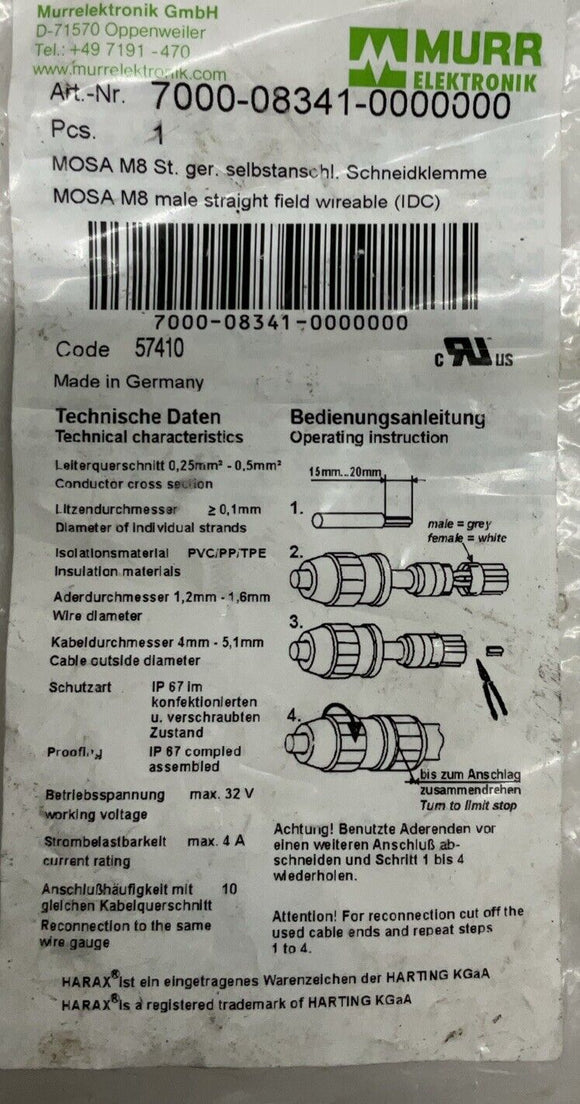 Murrelektronik GmbH
D-71570 Oppenweiler
Tel.: +49 7191 -470
www.murrelektronik.com
MURR
ELEKTRONIK
Art.-Nr. 7000-08341-0000000
Pcs. 1
MOSA M8 St. ger. selbstanschl. Schneidklemme
MOSA M8 male straight field wireable (IDC)
7000-08341-0000000
Code 57410
c RU US
Made in Germany
Technische Daten
Technical characteristics
Leiterquerschnitt 0,25mm² - 0,5mm²
Conductor cross section
Litzendurchmesser ≥ 0,1mm
Diameter of individual strands
Isolationsmaterial PVC/PP/TPE
Insulation materials
Aderdurchmesser 1,2mm - 1,6mm
Wire diameter
Kabeldurchmesser 4mm - 5,1mm
Cable outside diameter
Schutzart IP 67 im
konfektionierten
u. verschraubten
Zustand
IP 67 compled
assembled
Betriebsspannung max. 32 V
working voltage
Strombelastbarkeit max. 4 A
current rating
Anschlußhäufigkeit mit 10
gleichen Kabelquerschnitt
Reconnection to the same
wire gauge
Bedienungsanleitung
Operating instruction
15mm...20mm
1.
male = grey
female = white
2.
3.
4.
bis zum Anschlag
zusammendrehen
Turn to limit stop
Achtung! Benutzte Aderenden vor
einen weiteren Anschluß ab-
schneiden und Schritt 1 bis 4
wiederholen.
Attention! For reconnection cut off the
used cable ends and repeat steps
1 to 4.
HARAX® ist ein eingetragenes Warenzeichen der HARTING KGaA
HARAX® is a registered trademark of HARTING KGaA